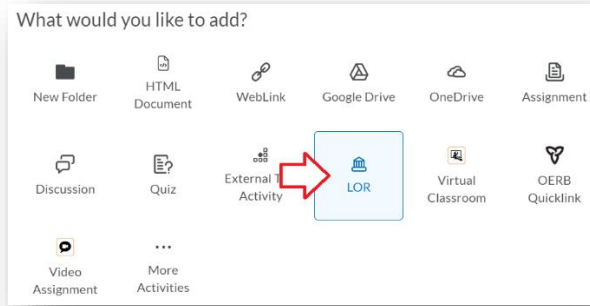 What would you like to add?
New Folder
HTML
Document
WebLink
Google Drive
OneDrive
Assignment
Discussion
Quiz
External
Activity
LOR
Virtual
Classroom
OERB
Quicklink
Video
Assignment
More
Activities